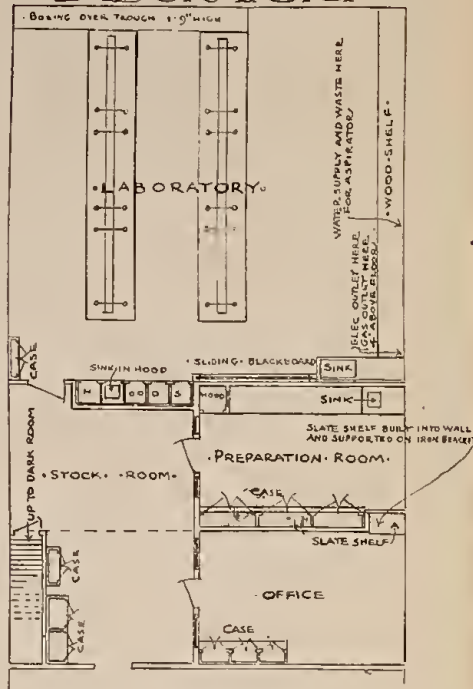 · BOXING OVER TROUGH 1'-9" HIGH
WATER SUPPLY AND WASTE HERE
FOR ASPIRATORS
· WOOD · SHELF ·
· LABORATORY ·
ELEC OUTLET HERE
GAS OUTLET HERE
4' ABOVE FLOOR
CASE
SINK IN HOOD
· SLIDING · BLACKBOARD
SINK
H
O O D S
HOOD
SINK
SLATE SHELF BUILT INTO WALL
AND SUPPORTED ON IRON BRACKET
UP TO DARK ROOM
· STOCK · ROOM ·
· PREPARATION · ROOM ·
CASE
SLATE SHELF
CASE
· OFFICE
CASE
CASE